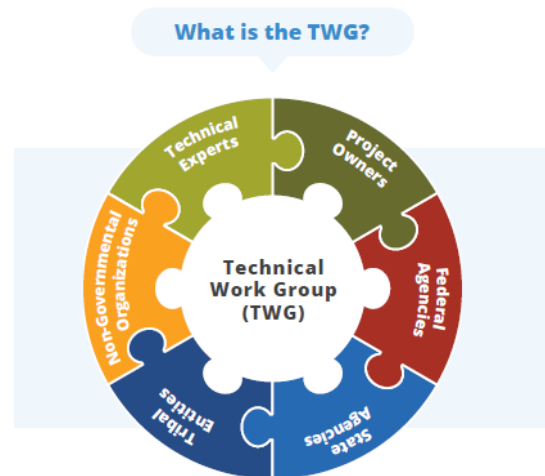 What is the TWG?
Technical
Experts
Project
Owners
Non-Governmental
Organizations
Technical
Work Group
(TWG)
Federal
Agencies
Tribal
Entities
State
Agencies